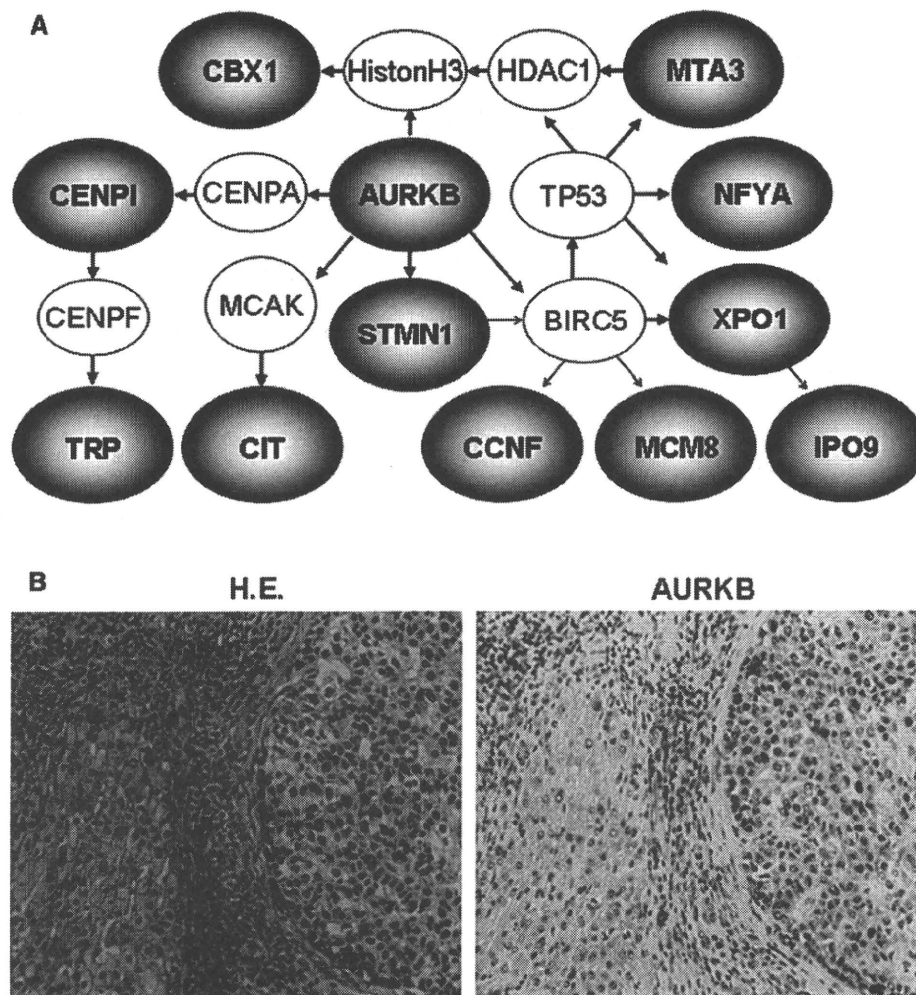 A
CBX1
HistonH3
HDAC1
MTA3
CENPI
CENPA
AURKB
TP53
NFYA
CENPF
MCAK
STMN1
BIRC5
XPO1
TRP
CIT
CCNF
MCM8
IPO9
B
H.E.
AURKB